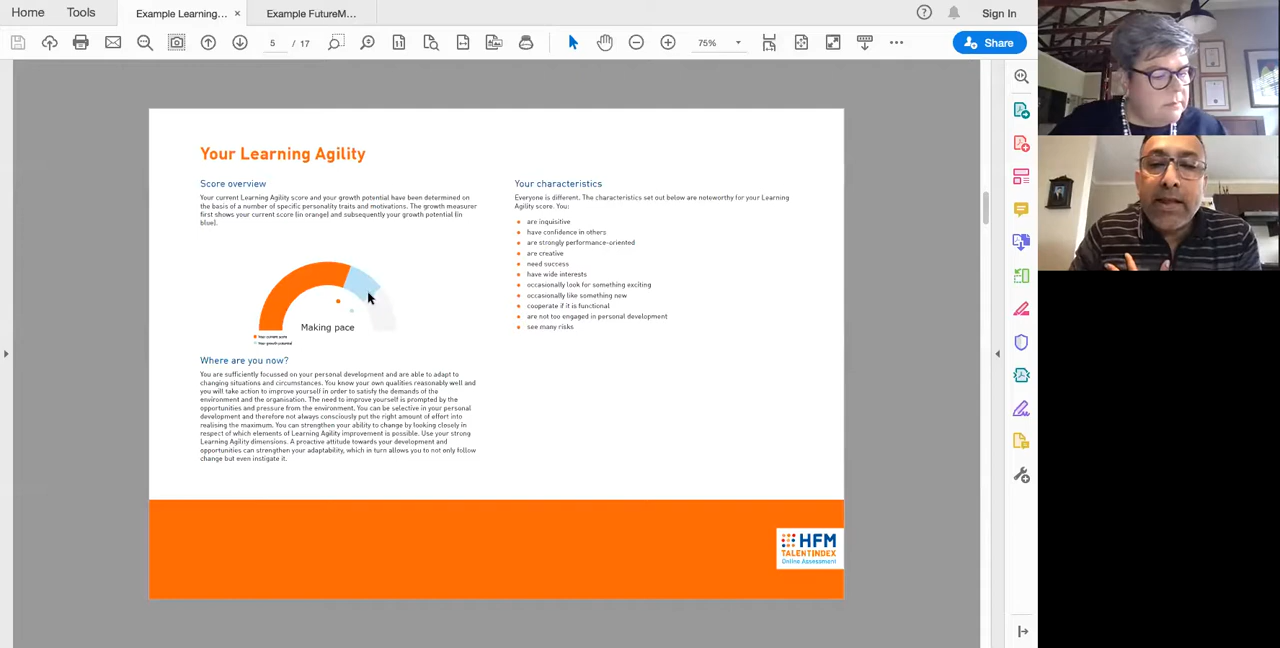 Home
Tools
Example Learning...
Example FutureM...
Sign In
5 / 17
75%
Share
Your Learning Agility
Score overview
Your current Learning Agility score and your growth potential have been determined on
the basis of a number of specific personality traits and motivations. The growth measurer
first shows your current score (in orange) and subsequently your growth potential (in
blue).
Making pace
Your current score
Your growth potential
Where are you now?
You are sufficiently focussed on your personal development and are able to adapt to
changing situations and circumstances. You know your own qualities reasonably well and
you will take action to improve yourself in order to satisfy the demands of the
environment and the organisation. The need to improve yourself is prompted by the
opportunities and pressure from the environment. You can be selective in your personal
development and therefore not always consciously put the right amount of effort into
realising the maximum. You can strengthen your ability to change by looking closely in
respect of which elements of Learning Agility improvement is possible. Use your strong
Learning Agility dimensions. A proactive attitude towards your development and
opportunities can strengthen your adaptability, which in turn allows you to not only follow
change but even instigate it.
Your characteristics
Everyone is different. The characteristics set out below are noteworthy for your Learning
Agility score. You:
are inquisitive
have confidence in others
are strongly performance-oriented
are creative
need success
have wide interests
occasionally look for something exciting
occasionally like something new
cooperate if it is functional
are not too engaged in personal development
see many risks
HFM
TALENTINDEX
Online Assessment